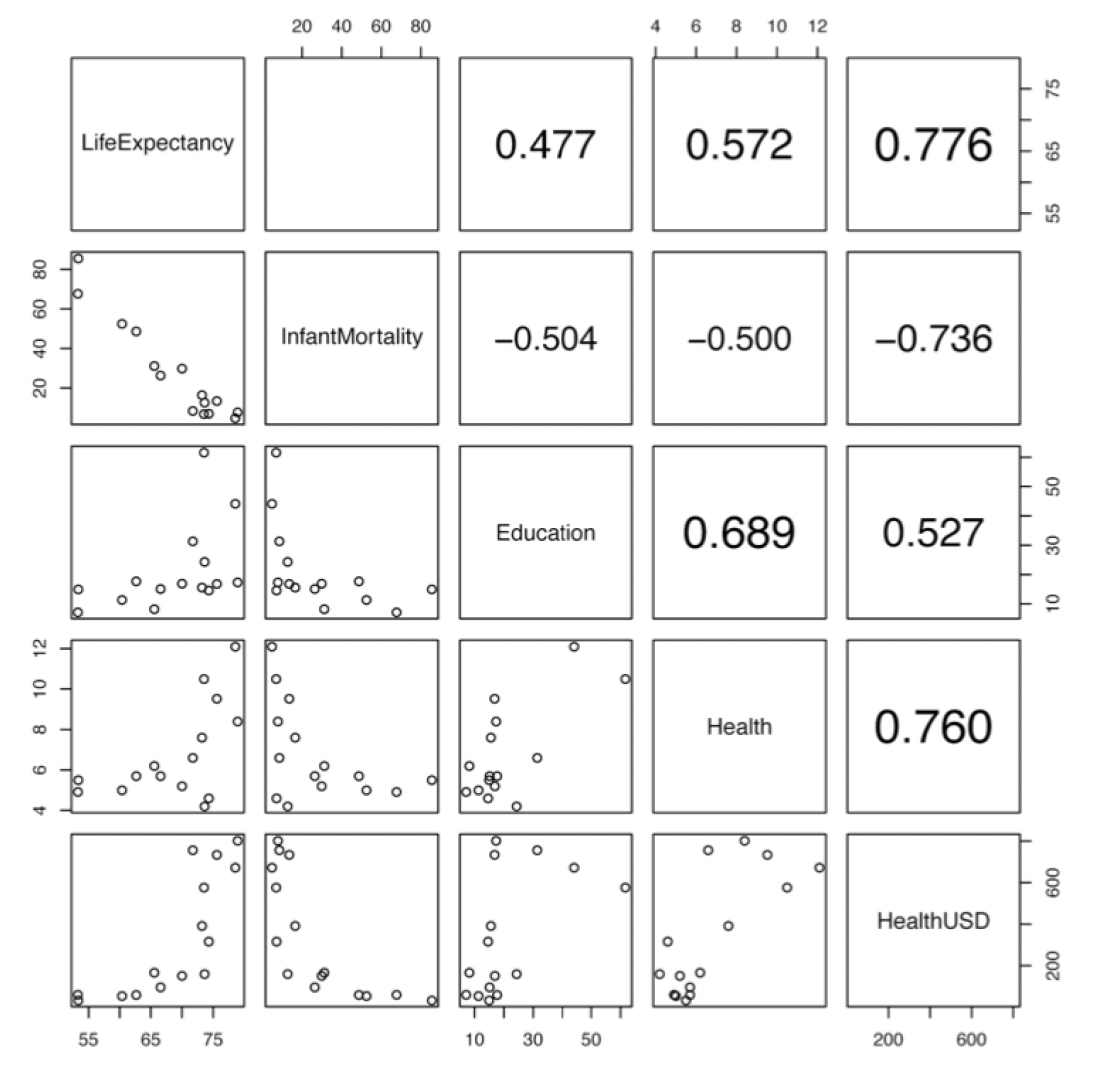 20 40 60 80 4 6 8 10 12
LifeExpectancy 0.477 0.572 0.776 75 65 55
80 60 40 20 InfantMortality −0.504 −0.500 −0.736
Education 0.689 0.527 50 30 10
12 10 8 6 4 Health 0.760
HealthUSD 600 200
55 65 75 10 30 50 200 600